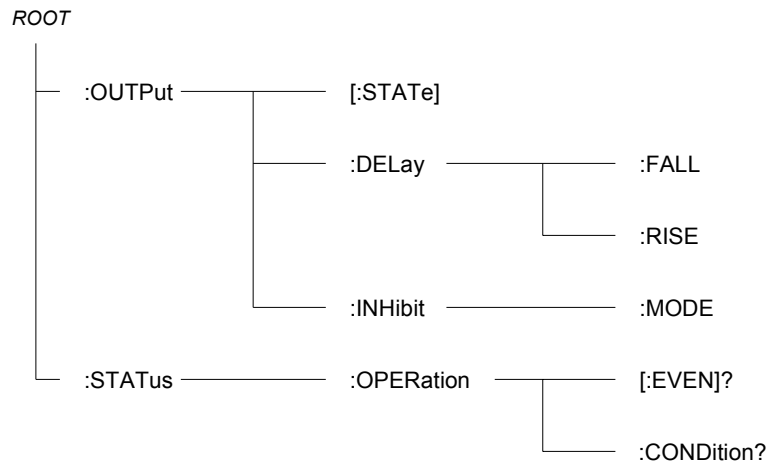 ROOT
:OUTPut
[:STATe]
:DELay
:FALL
:RISE
:INHibit
:MODE
:STATus
:OPERation
[:EVEN]?
:CONDition?